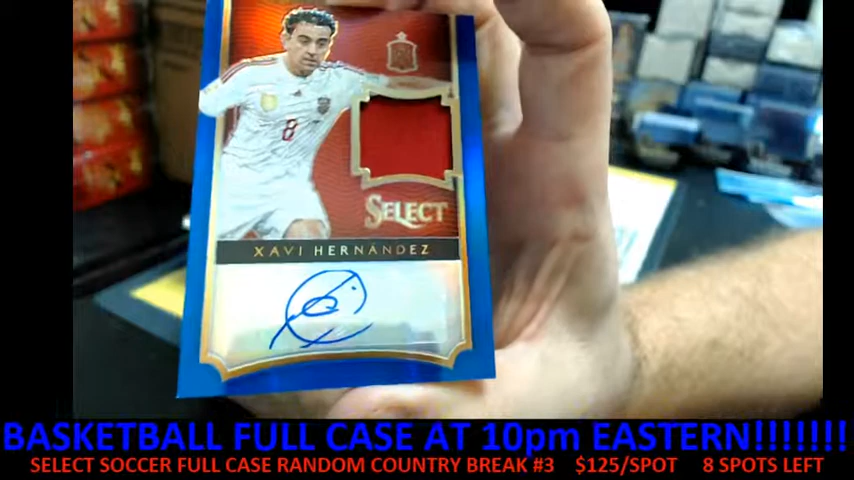 8
SELECT
XAVI HERNÁNDEZ
BASKETBALL FULL CASE AT 10pm EASTERN!!!!!!!
SELECT SOCCER FULL CASE RANDOM COUNTRY BREAK #3 $125/SPOT 8 SPOTS LEFT